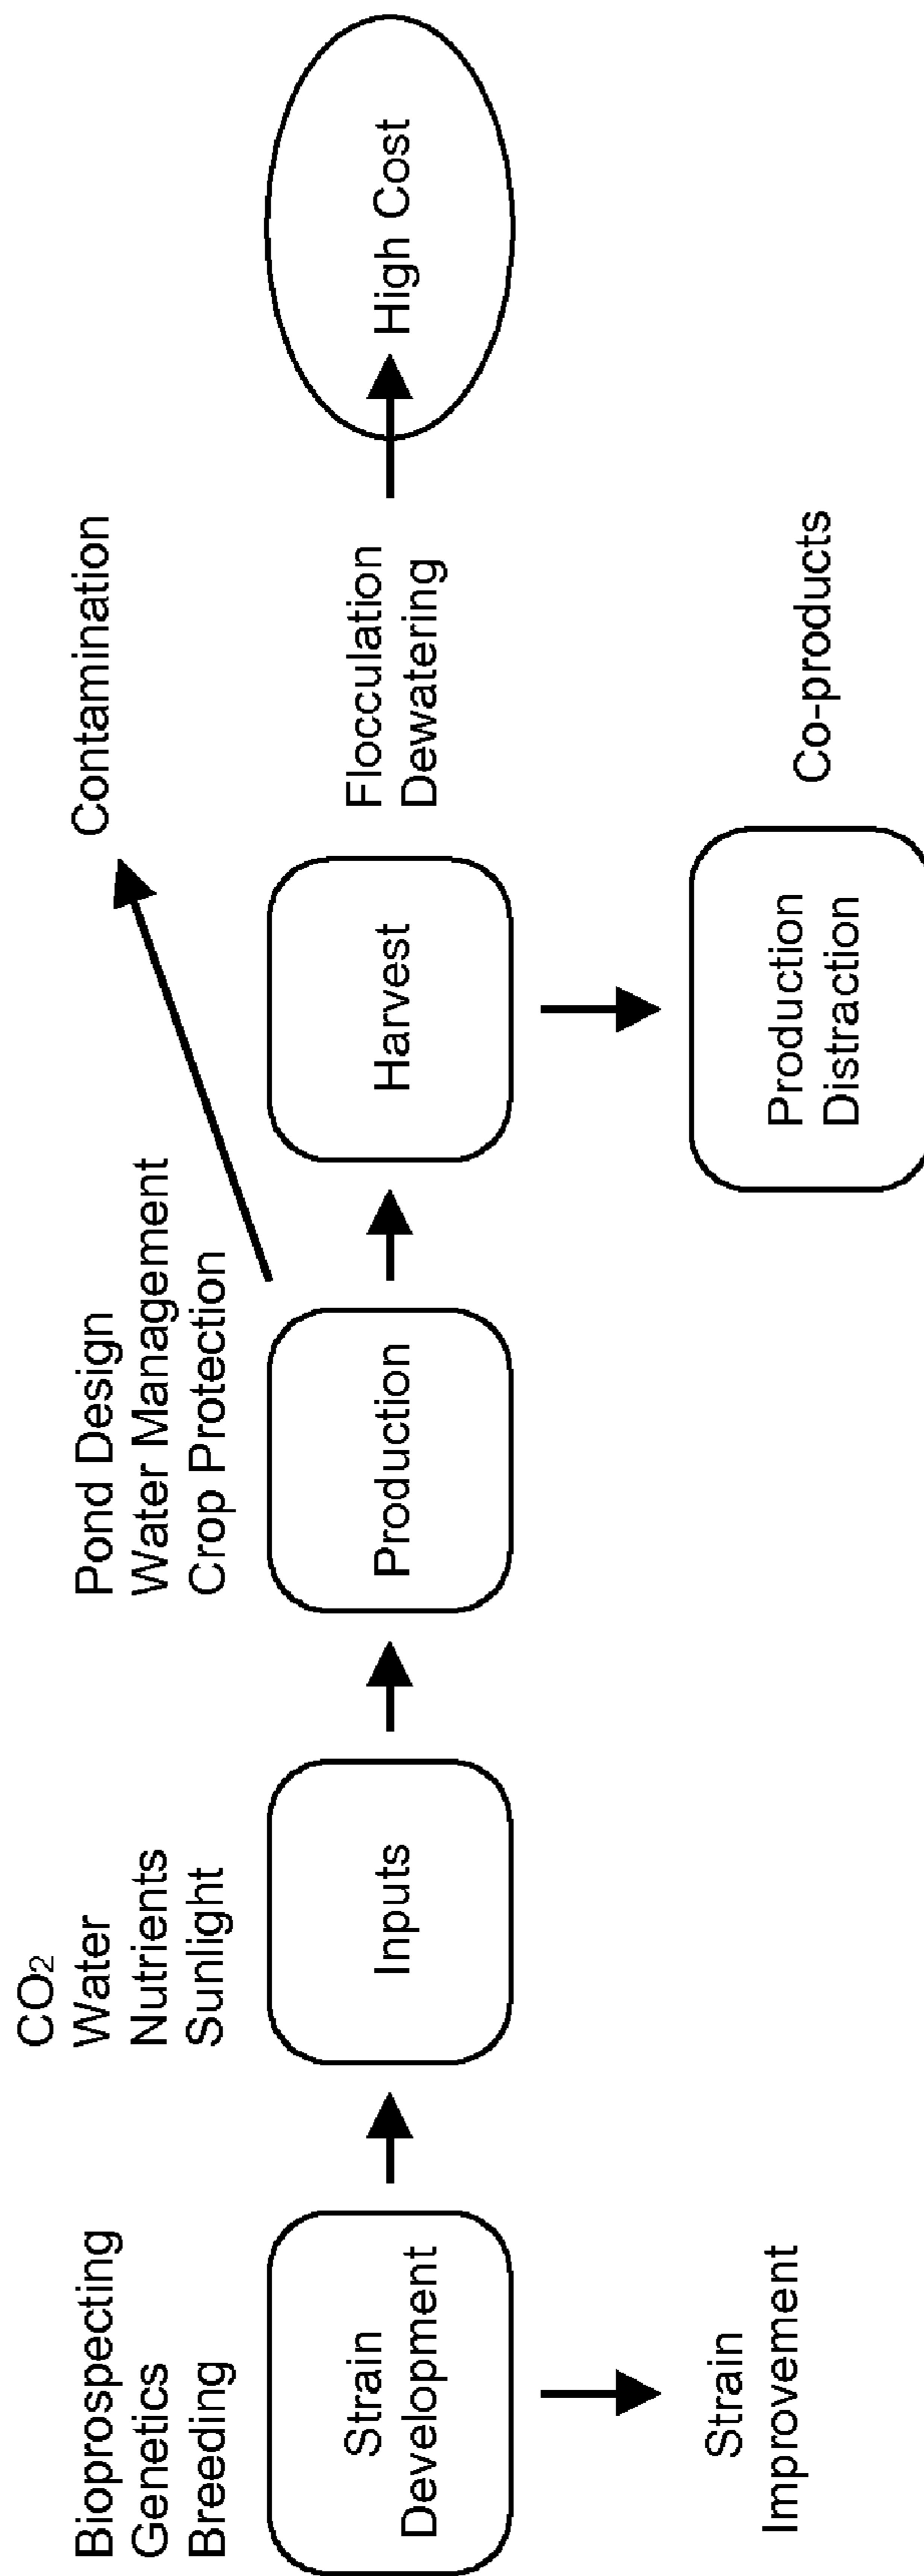 Bioprospecting
Genetics
Breeding
Strain
Development
Strain
Improvement
CO₂
Water
Nutrients
Sunlight
Inputs
Pond Design
Water Management
Crop Protection
Production
Contamination
Harvest
Flocculation
Dewatering
High Cost
Production
Distraction
Co-products